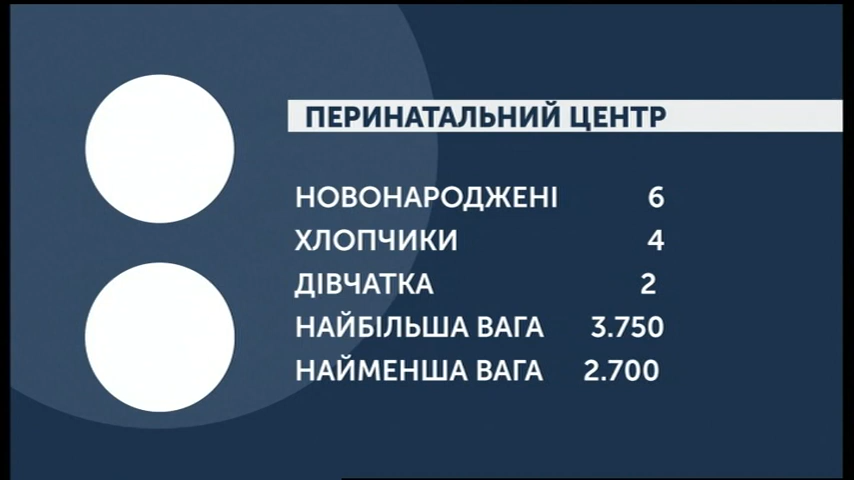 ПЕРИНАТАЛЬНИЙ ЦЕНТР
НОВОНАРОДЖЕНІ 6
ХЛОПЧИКИ 4
ДІВЧАТКА 2
НАЙБІЛЬША ВАГА 3.750
НАЙМЕНША ВАГА 2.700